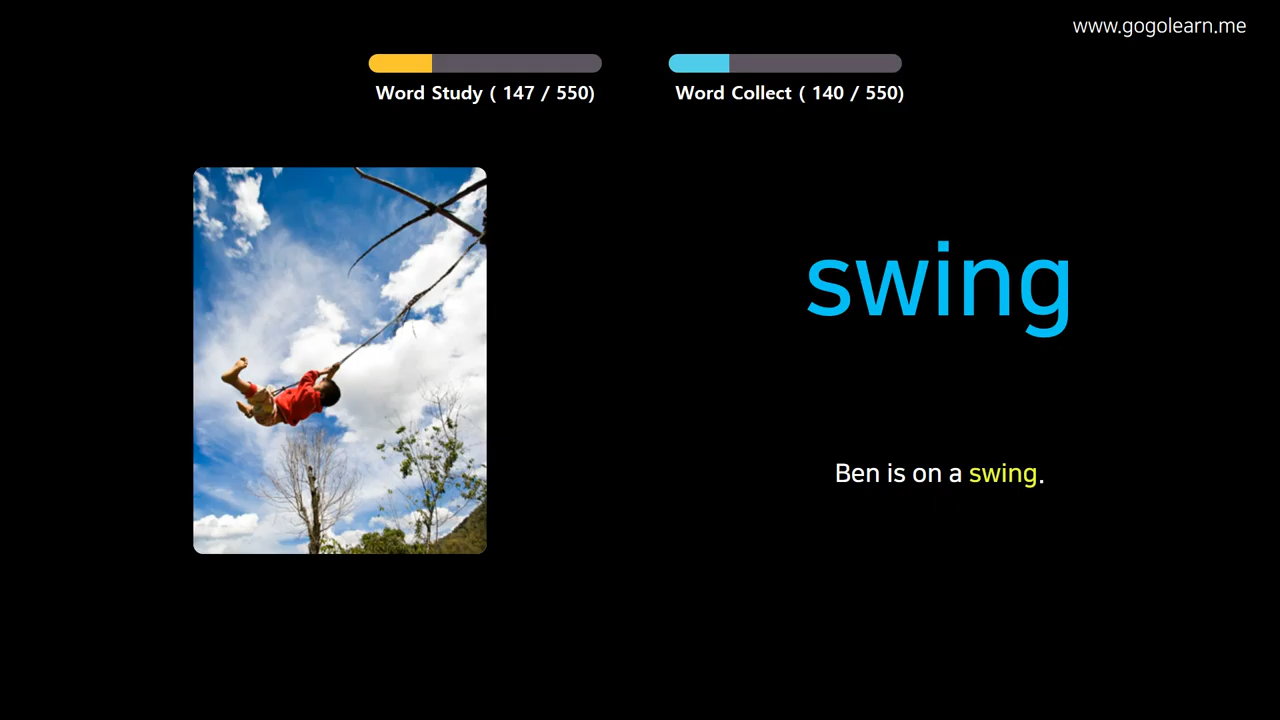 www.gogolearn.me
Word Study ( 147 / 550)
Word Collect ( 140 / 550)
swing
Ben is on a swing.